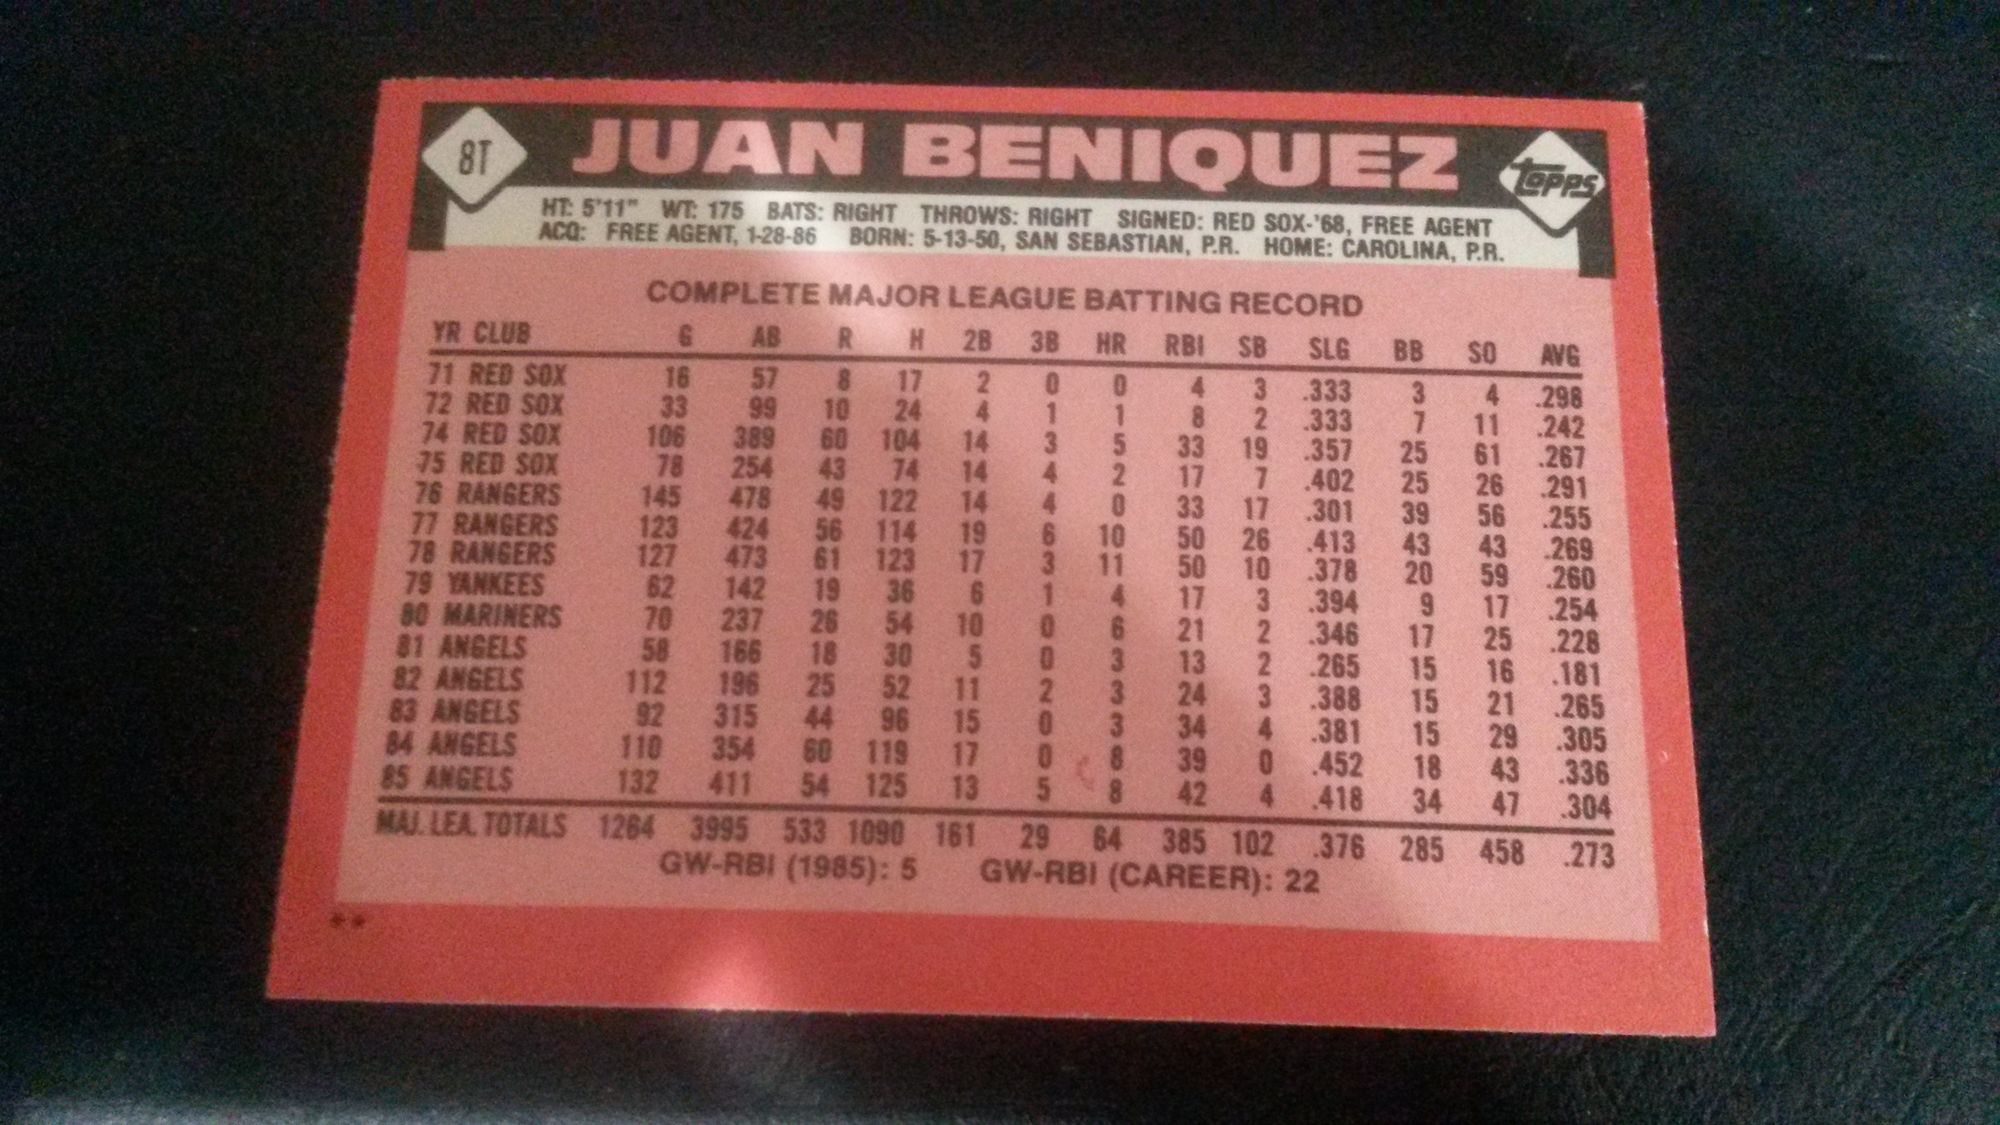 8T JUAN BENIQUEZ topps
HT: 5'11" WT: 175 BATS: RIGHT THROWS: RIGHT SIGNED: RED SOX-'68, FREE AGENT
ACQ: FREE AGENT, 1-28-86 BORN: 5-13-50, SAN SEBASTIAN, P.R. HOME: CAROLINA, P.R.
COMPLETE MAJOR LEAGUE BATTING RECORD
YR CLUB G AB R H 2B 3B HR RBI SB SLG BB SO AVG
71 RED SOX 16 57 8 17 2 0 0 4 3 .333 3 4 .298
72 RED SOX 33 99 10 24 4 1 1 8 2 .333 7 11 .242
74 RED SOX 106 389 60 104 14 3 5 33 19 .357 25 61 .267
75 RED SOX 78 254 43 74 14 4 2 17 7 .402 25 26 .291
76 RANGERS 145 478 49 122 14 4 0 33 17 .301 39 56 .255
77 RANGERS 123 424 56 114 19 6 10 50 26 .413 43 43 .269
78 RANGERS 127 473 61 123 17 3 11 50 10 .378 20 59 .260
79 YANKEES 62 142 19 36 6 1 4 17 3 .394 9 17 .254
80 MARINERS 70 237 26 54 10 0 6 21 2 .346 17 25 .228
81 ANGELS 58 166 18 30 5 0 3 13 2 .265 15 16 .181
82 ANGELS 112 196 25 52 11 2 3 24 3 .388 15 21 .265
83 ANGELS 92 315 44 96 15 0 3 34 4 .381 15 29 .305
84 ANGELS 110 354 60 119 17 0 8 39 0 .452 18 43 .336
85 ANGELS 132 411 54 125 13 5 8 42 4 .418 34 47 .304
MAJ. LEA. TOTALS 1264 3995 533 1090 161 29 64 385 102 .376 285 458 .273
GW-RBI (1985): 5 GW-RBI (CAREER): 22
**